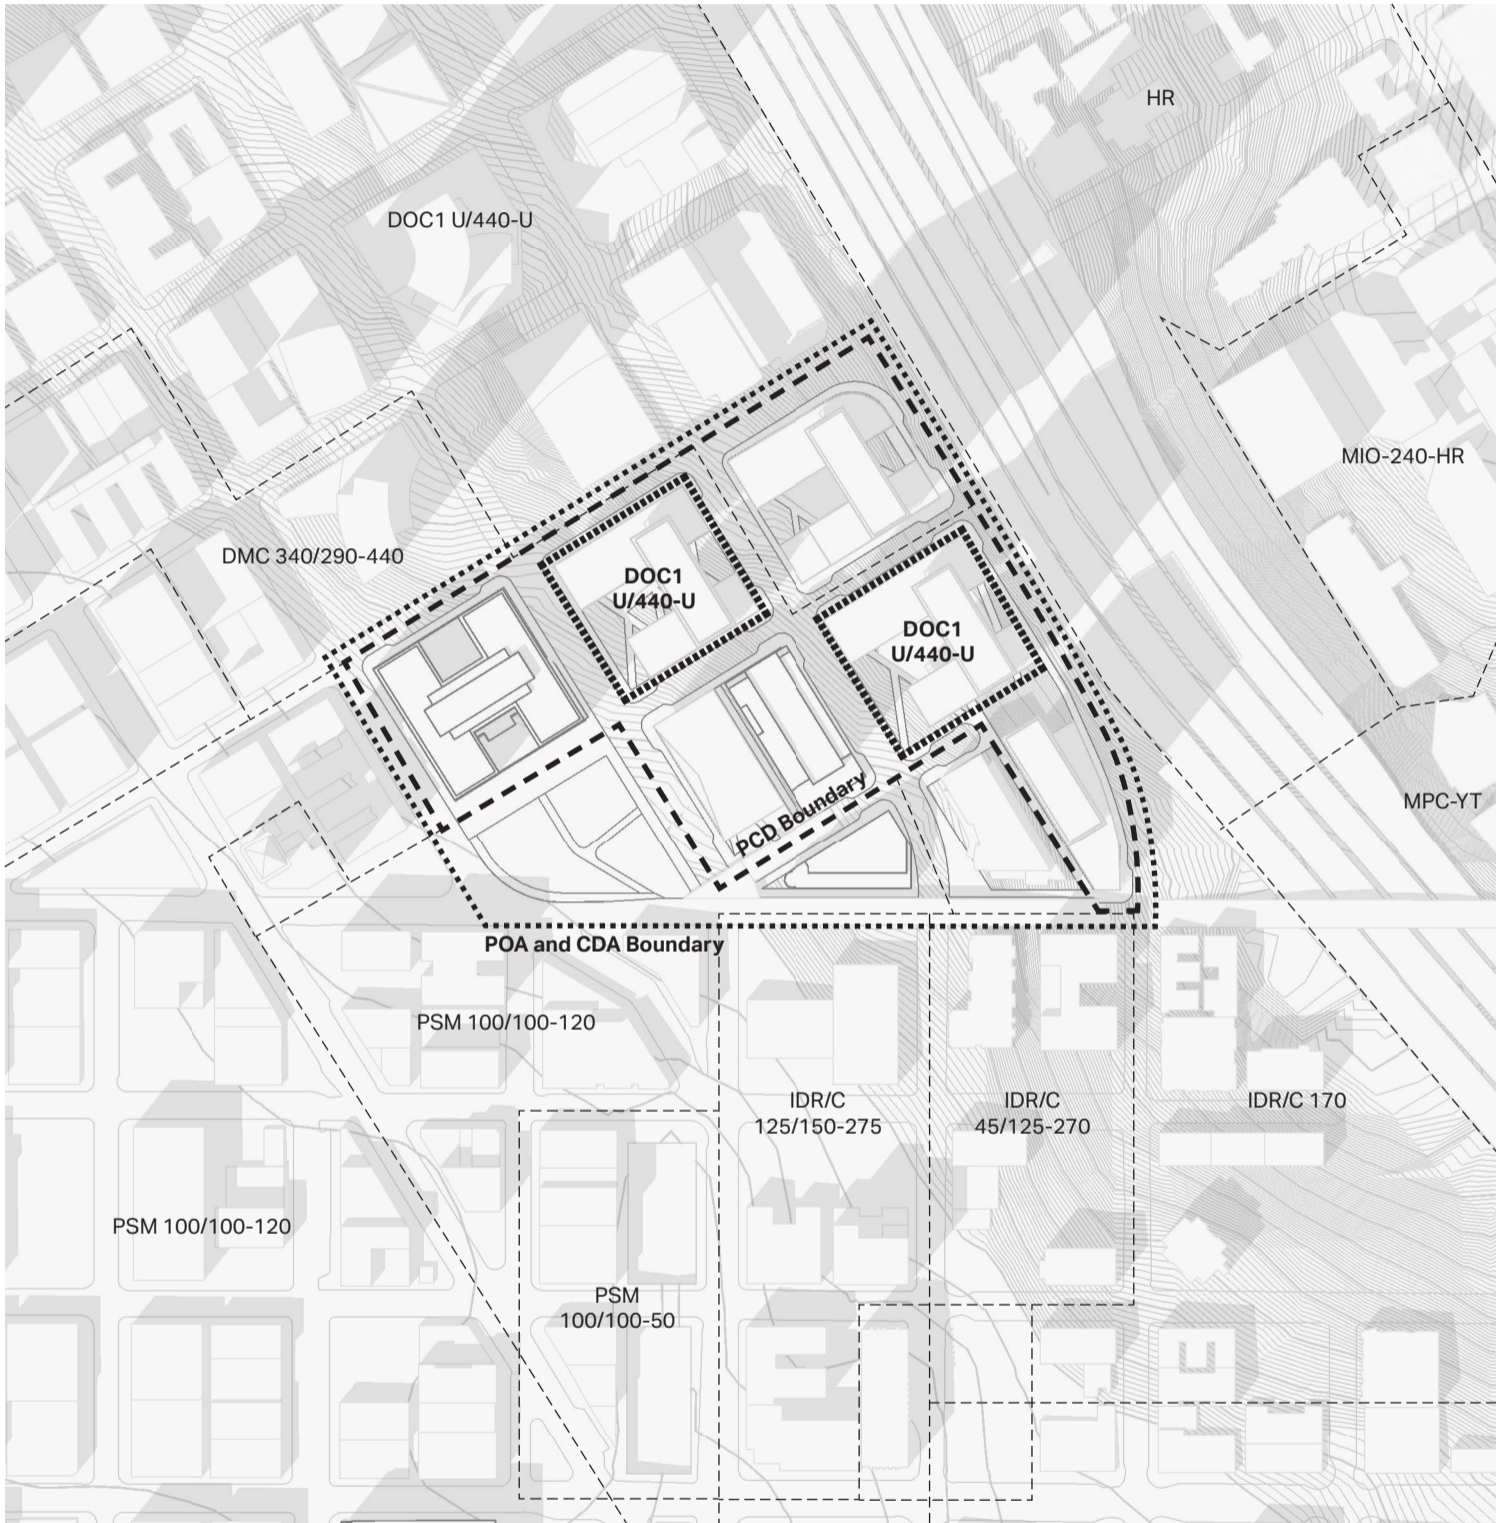 HR
DOC1 U/440-U
MIO-240-HR
DMC 340/290-440
DOC1
U/440-U
DOC1
U/440-U
MPC-YT
PCD Boundary
POA and CDA Boundary
PSM 100/100-120
IDR/C
125/150-275
IDR/C
45/125-270
IDR/C 170
PSM 100/100-120
PSM
100/100-50